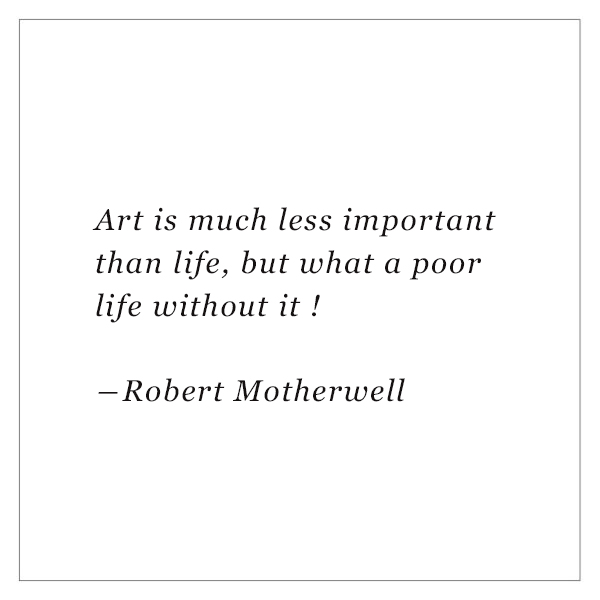 Art is much less important
than life, but what a poor
life without it !
—Robert Motherwell